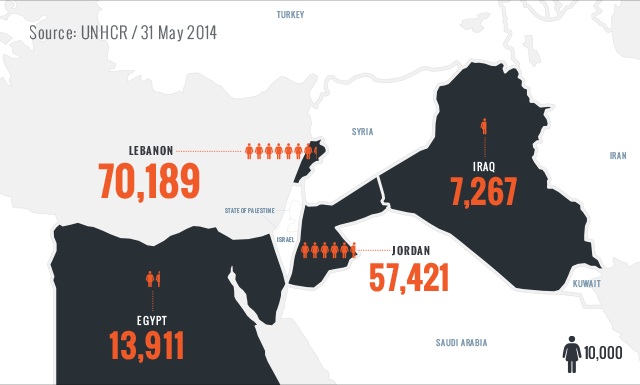 TURKEY
Source: UNHCR / 31 May 2014
SYRIA
LEBANON
70,189
IRAQ
7,267
IRAN
STATE OF PALESTINE
ISRAEL
JORDAN
57,421
KUWAIT
EGYPT
13,911
SAUDI ARABIA
10,000